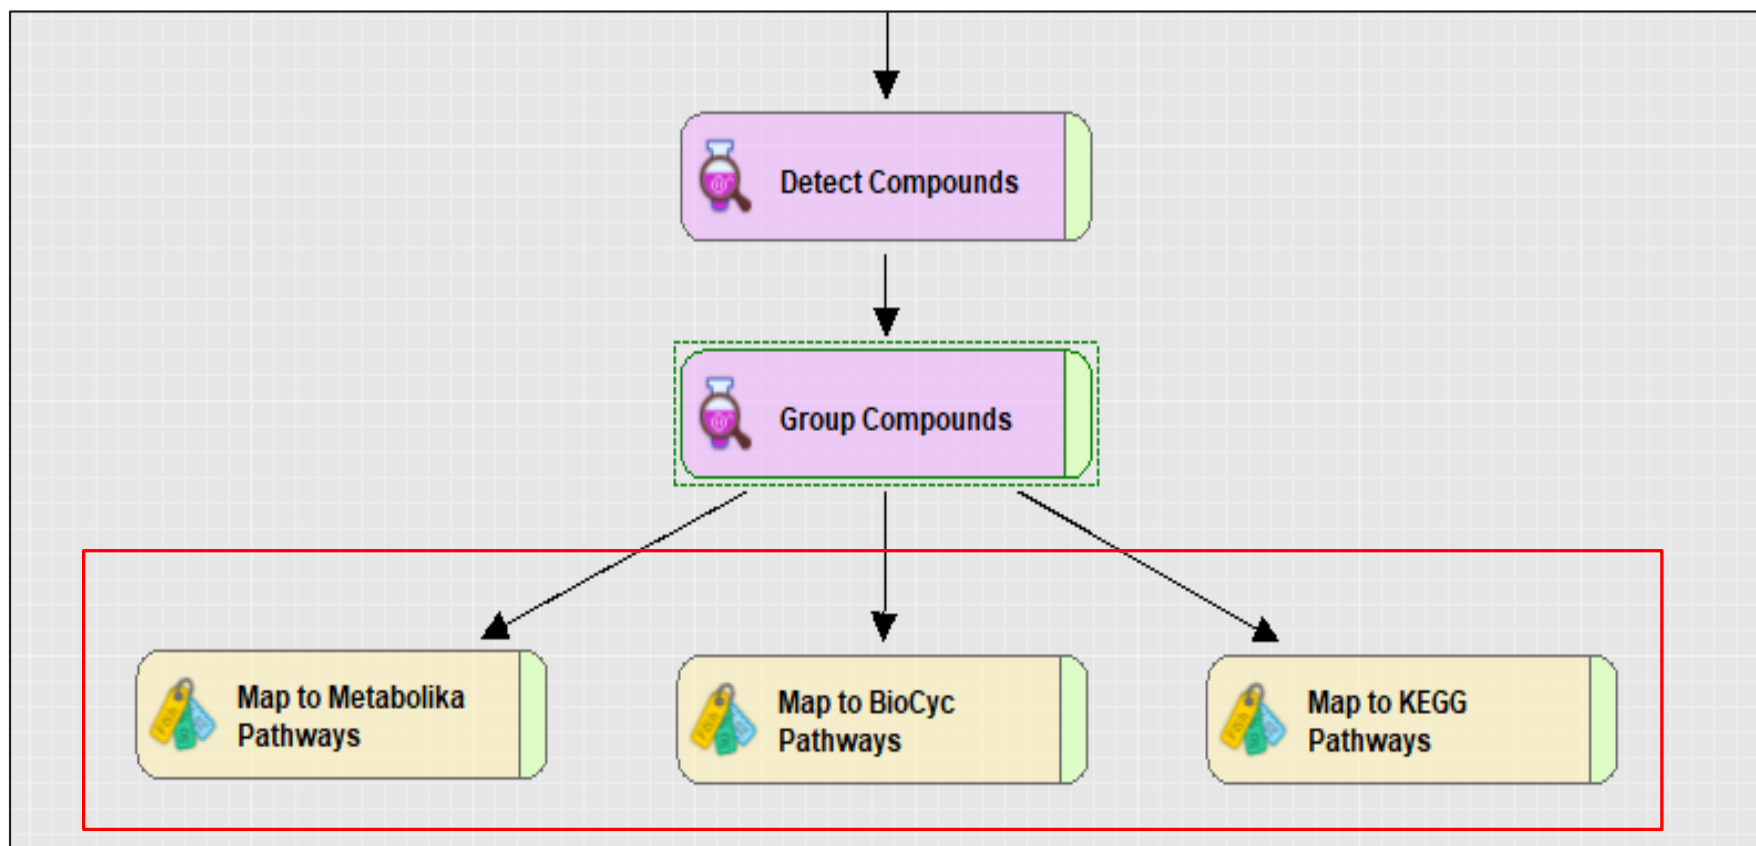 Detect Compounds
Group Compounds
Map to Metabolika
Pathways
Map to BioCyc
Pathways
Map to KEGG
Pathways